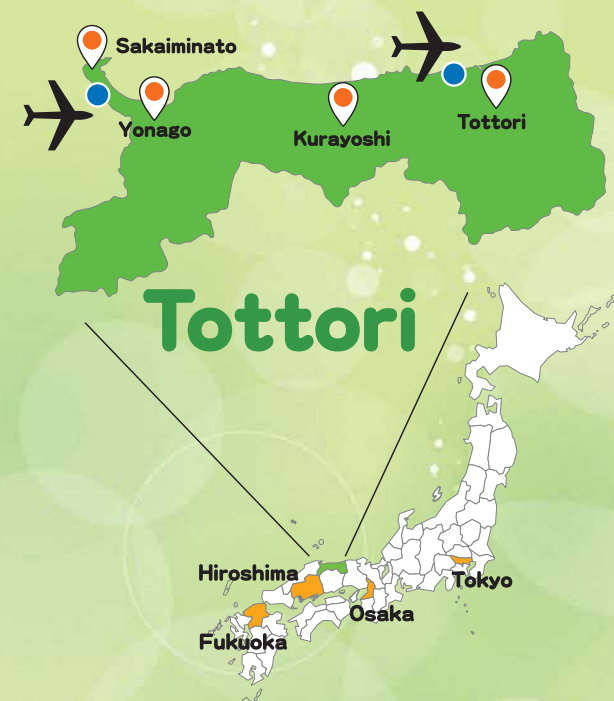 Sakaiminato
Yonago
Kurayoshi
Tottori
Tottori
Hiroshima
Tokyo
Osaka
Fukuoka